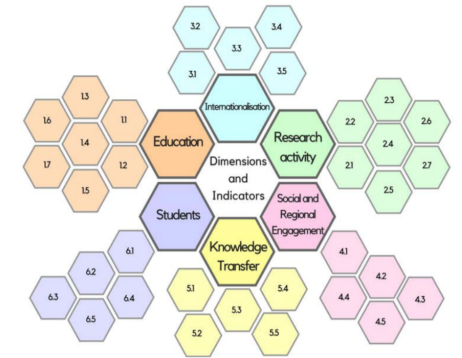 3.2
3.4
3.3
3.1
3.5
Internationalisation
1.3
1.6
1.1
1.4
1.7
1.2
1.5
Education
Research
activity
2.3
2.2
2.6
2.4
2.1
2.7
2.5
Dimensions
and
Indicators
Students
Social and
Regional
Engagement
Knowledge
Transfer
6.1
6.2
6.3
6.4
6.5
5.1
5.4
5.3
5.2
5.5
4.1
4.2
4.4
4.3
4.5